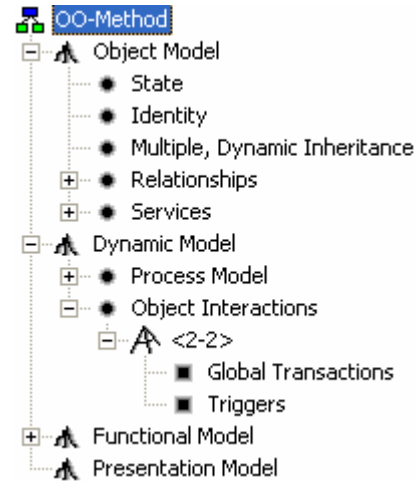 OO-Method
Object Model
State
Identity
Multiple, Dynamic Inheritance
Relationships
Services
Dynamic Model
Process Model
Object Interactions
<2-2>
Global Transactions
Triggers
Functional Model
Presentation Model